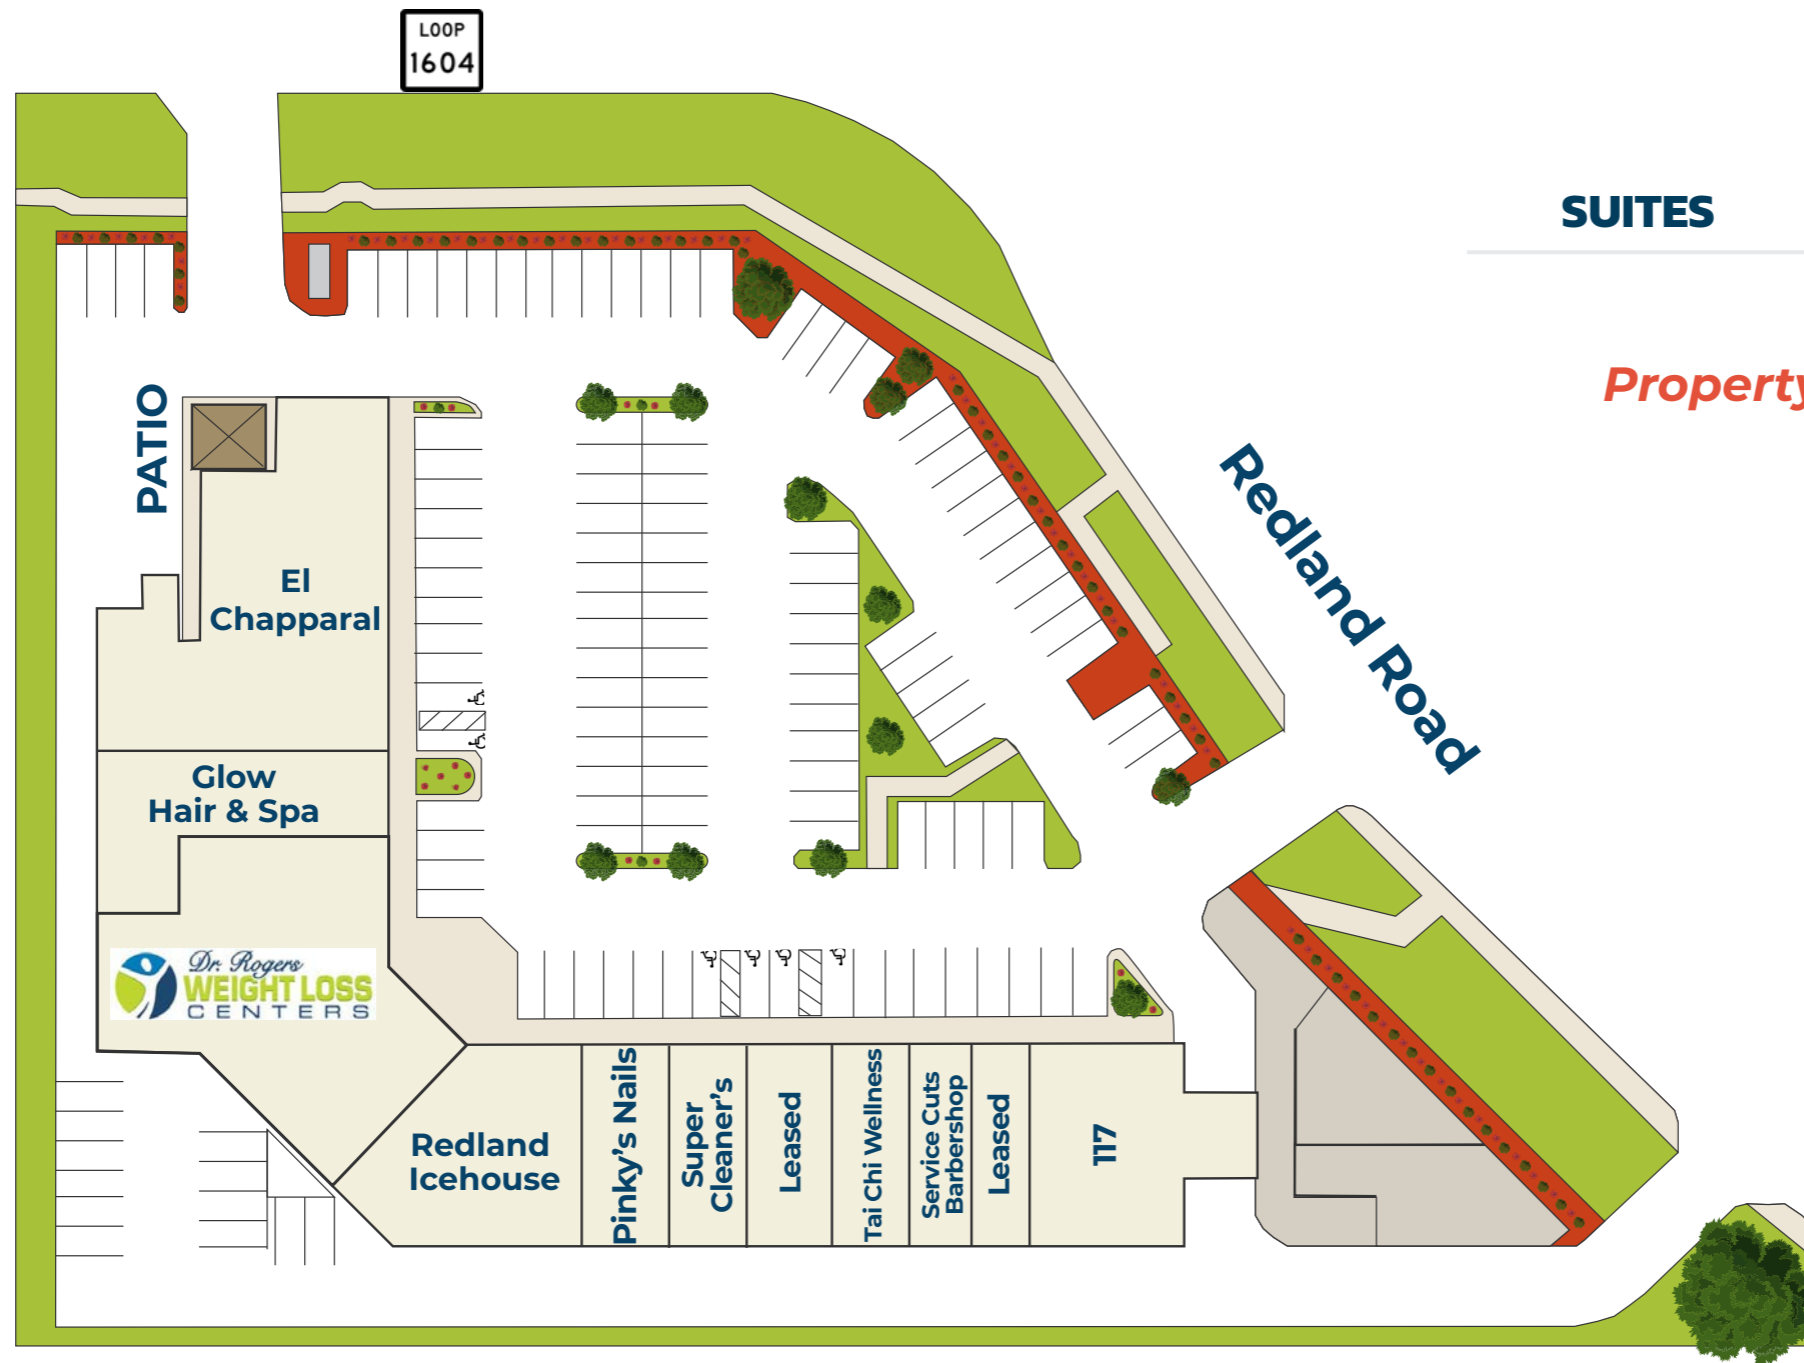 LOOP
1604
SUITES
Property
PATIO
Redland Road
El
Chapparal
Glow
Hair & Spa
Dr. Rogers
WEIGHT LOSS
CENTERS
Redland
Icehouse
Pinky's Nails
Super
Cleaner's
Leased
Tai Chi Wellness
Service Cuts
Barbershop
Leased
117